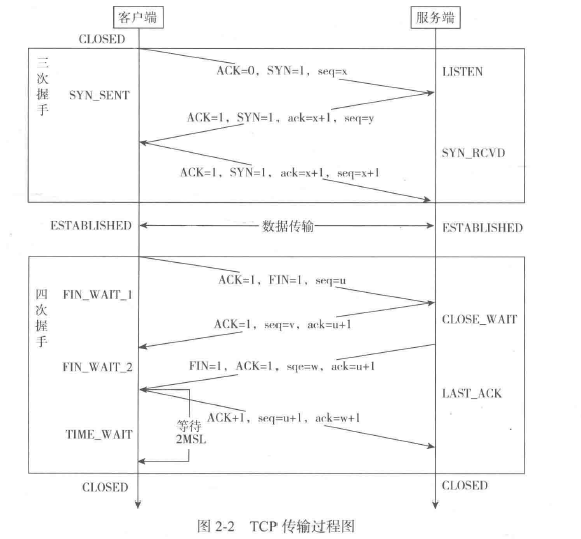 客户端
服务端
CLOSED
三次握手
ACK=0, SYN=1, seq=x
LISTEN
SYN_SENT
ACK=1, SYN=1, ack=x+1, seq=y
SYN_RCVD
ACK=1, SYN=1, ack=x+1, seq=x+1
ESTABLISHED
数据传输
ESTABLISHED
四次握手
ACK=1, FIN=1, seq=u
FIN_WAIT_1
CLOSE_WAIT
ACK=1, seq=v, ack=u+1
FIN_WAIT_2
FIN=1, ACK=1, sqe=w, ack=u+1
LAST_ACK
ACK+1, seq=u+1, ack=w+1
等待
2MSL
TIME_WAIT
CLOSED
CLOSED
图 2-2 TCP 传输过程图